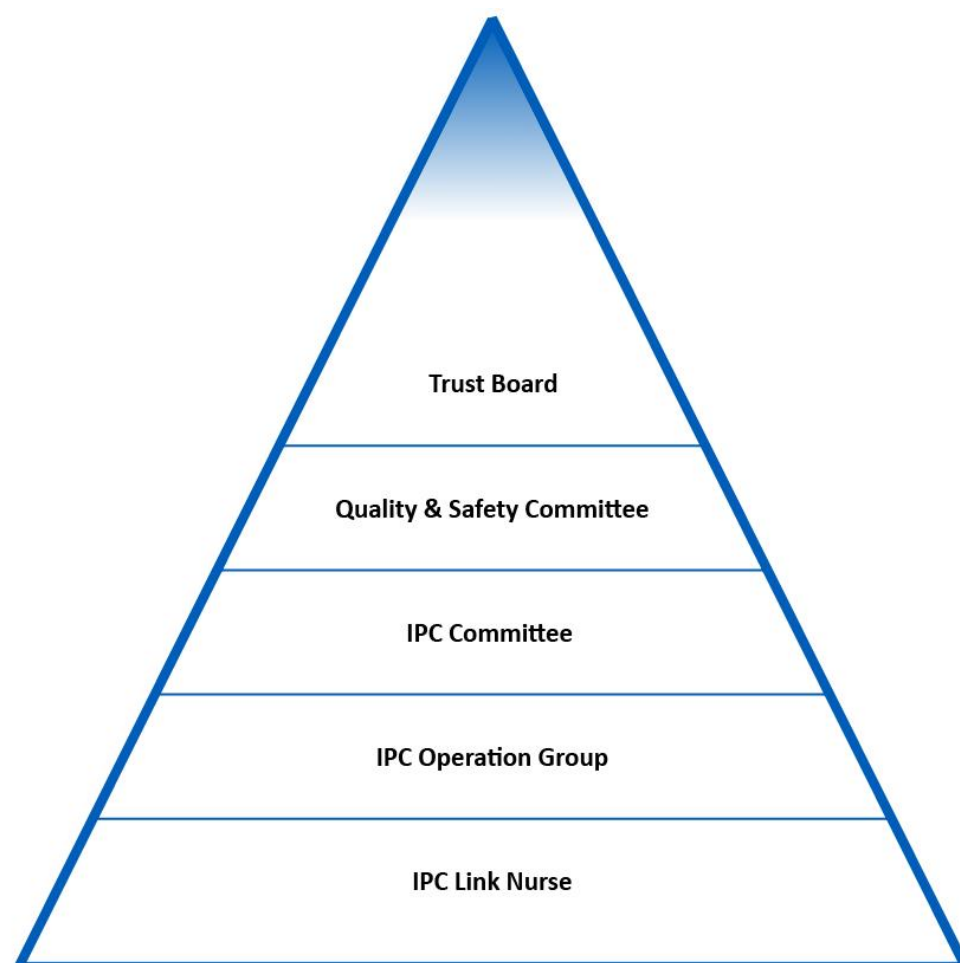 Trust Board
Quality & Safety Committee
IPC Committee
IPC Operation Group
IPC Link Nurse